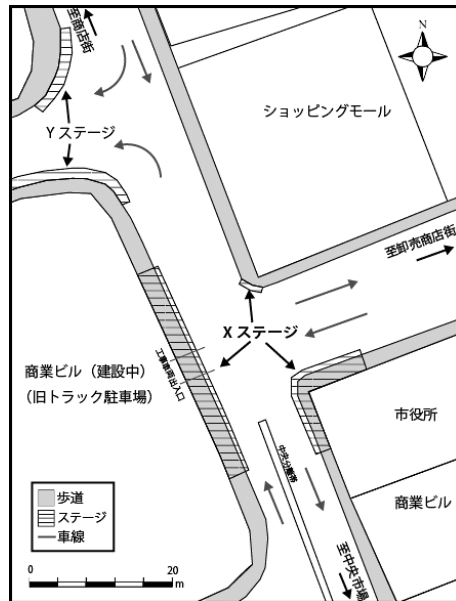 至商店街
N
ショッピングモール
Yステージ
至卸売商店街
Xステージ
工事車両出入口
商業ビル（建設中）
（旧トラック駐車場）
市役所
中央分離帯
商業ビル
歩道
ステージ
車線
至中央市場
0 20
m